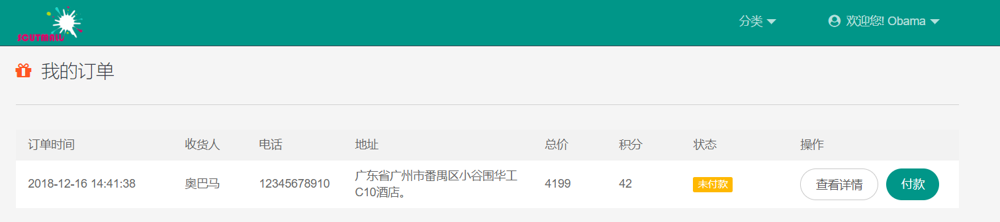 SCUTMALL
分类
欢迎您! Obama
我的订单
订单时间 收货人 电话 地址 总价 积分 状态 操作
2018-12-16 14:41:38 奥巴马 12345678910 广东省广州市番禺区小谷围华工 4199 42 未付款 查看详情 付款
C10酒店。